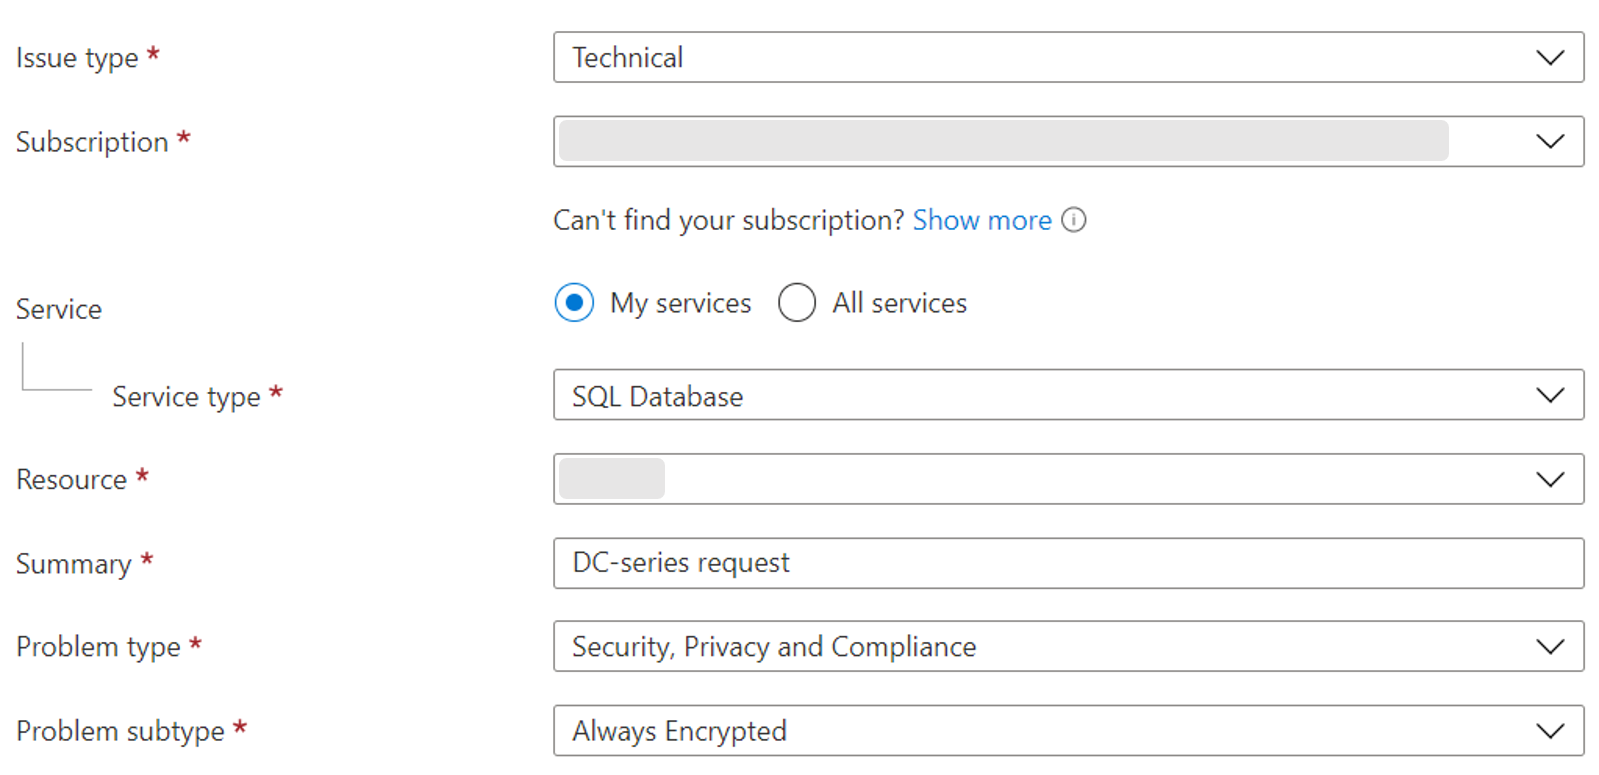 Issue type *
Technical
Subscription *
Can't find your subscription? Show more
Service
My services
All services
Service type *
SQL Database
Resource *
Summary *
DC-series request
Problem type *
Security, Privacy and Compliance
Problem subtype *
Always Encrypted